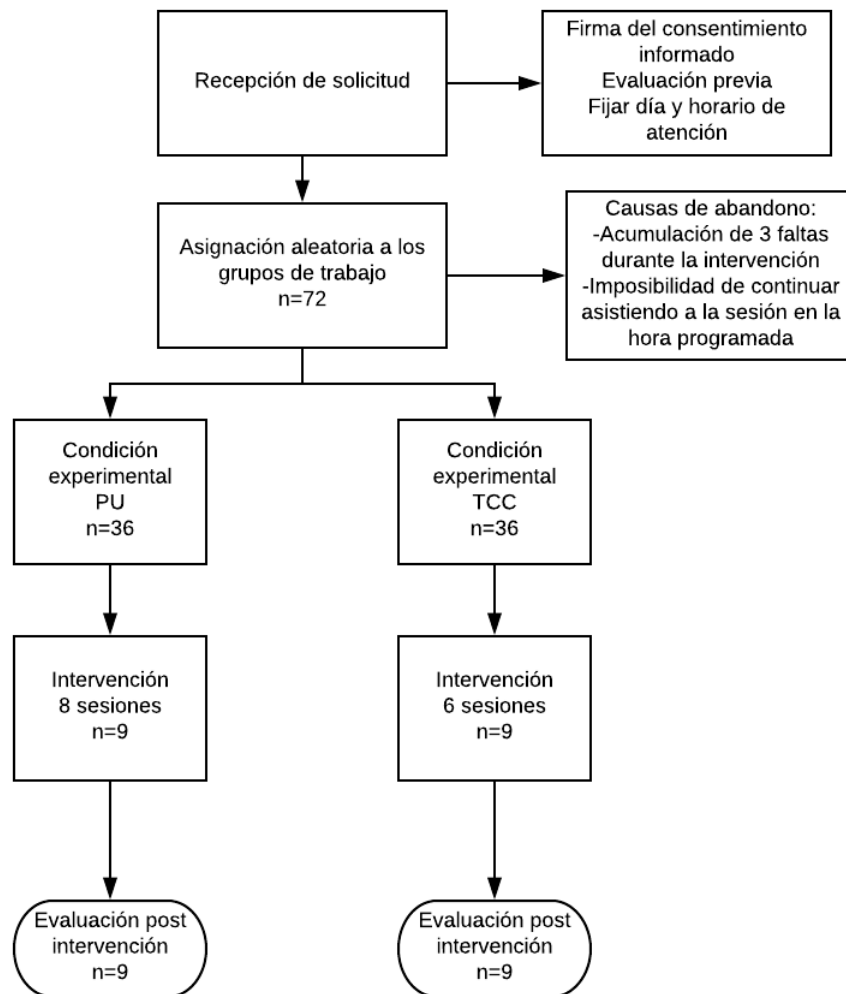 Recepción de solicitud
Firma del consentimiento
informado
Evaluación previa
Fijar día y horario de
atención
Asignación aleatoria a los
grupos de trabajo
n=72
Causas de abandono:
-Acumulación de 3 faltas
durante la intervención
-Imposibilidad de continuar
asistiendo a la sesión en la
hora programada
Condición
experimental
PU
n=36
Condición
experimental
TCC
n=36
Intervención
8 sesiones
n=9
Intervención
6 sesiones
n=9
Evaluación post
intervención
n=9
Evaluación post
intervención
n=9